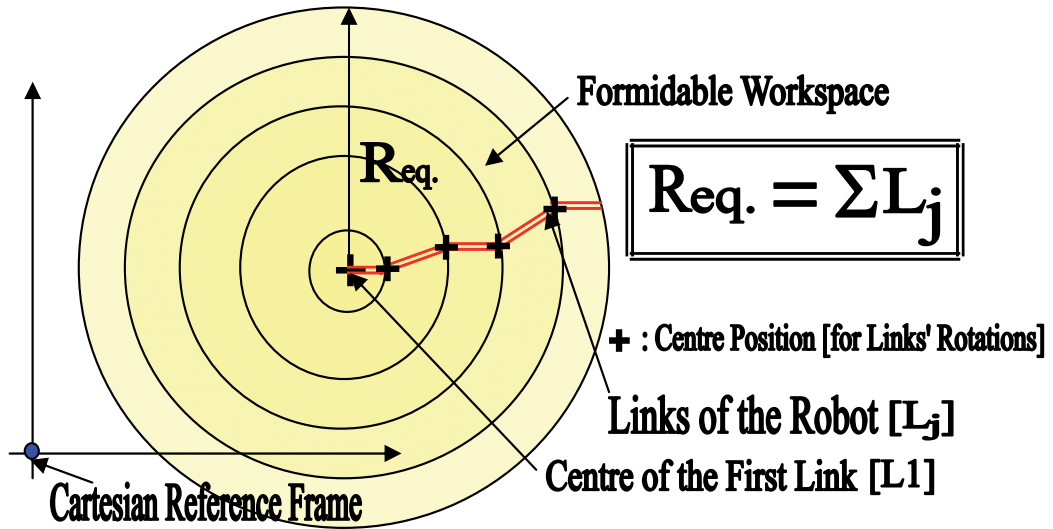 Formidable Workspace
Req.
Req. = ΣLj
+ : Centre Position [for Links' Rotations]
Links of the Robot [Lj]
Centre of the First Link [L1]
Cartesian Reference Frame